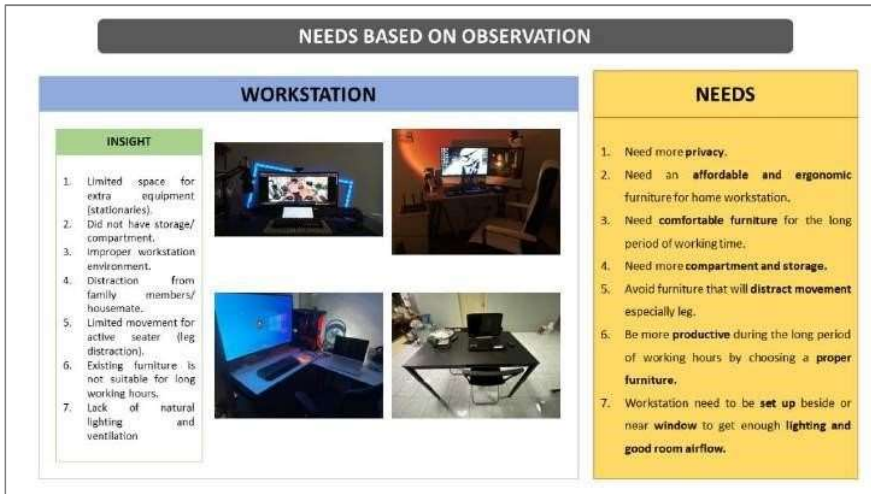 NEEDS BASED ON OBSERVATION
WORKSTATION
INSIGHT
1. Limited space for
extra equipment
(stationaries).
2. Did not have storage/
compartment.
3. Improper workstation
environment.
4. Distraction from
family members/
housemate.
5. Limited movement for
active seater (leg
distraction).
6. Existing furniture is
not suitable for long
working hours.
7. Lack of natural
lighting and
ventilation
NEEDS
1. Need more privacy.
2. Need an affordable and ergonomic
furniture for home workstation.
3. Need comfortable furniture for the long
period of working time.
4. Need more compartment and storage.
5. Avoid furniture that will distract movement
especially leg.
6. Be more productive during the long period
of working hours by choosing a proper
furniture.
7. Workstation need to be set up beside or
near window to get enough lighting and
good room airflow.